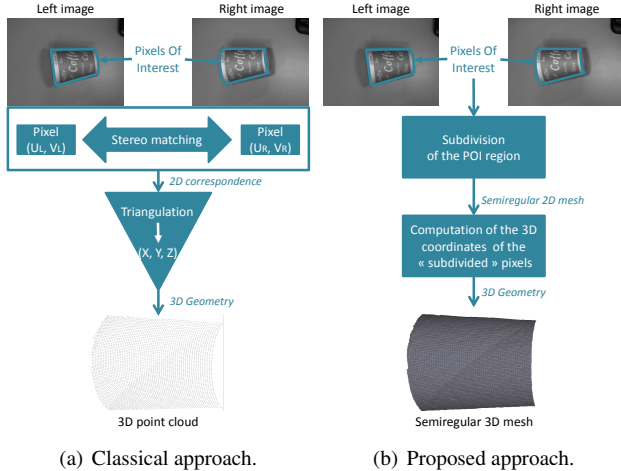 Left image
Right image
Pixels Of
Interest
Coffee
Coffee
Pixel
(UL, VL)
Stereo matching
Pixel
(UR, VR)
2D correspondence
Triangulation
(X, Y, Z)
3D Geometry
3D point cloud
(a) Classical approach.
Left image
Right image
Pixels Of
Interest
Subdivision
of the POI region
Semiregular 2D mesh
Computation of the 3D
coordinates of the
« subdivided » pixels
3D Geometry
Semiregular 3D mesh
(b) Proposed approach.